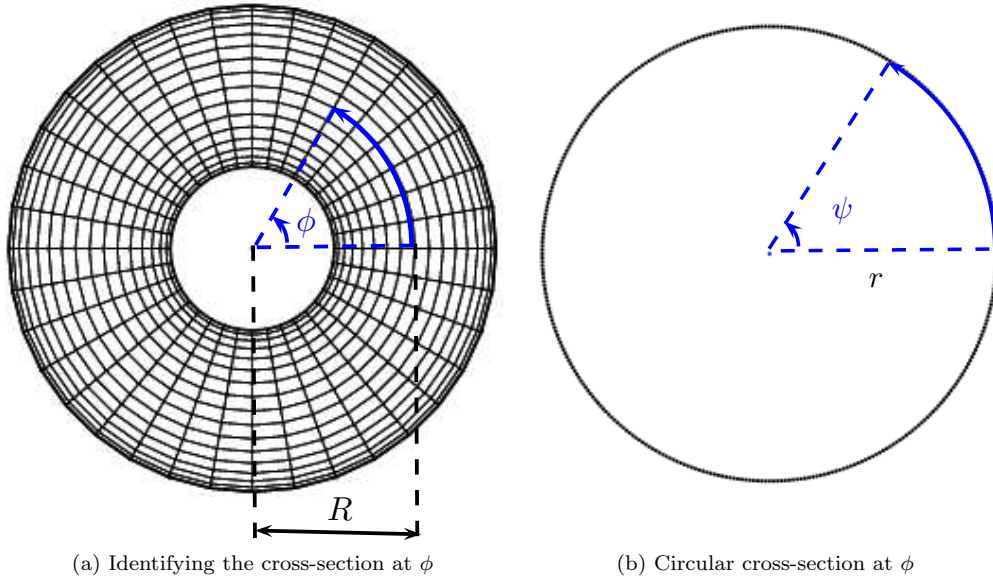 ϕ
ψ
r
R
(a) Identifying the cross-section at ϕ
(b) Circular cross-section at ϕ